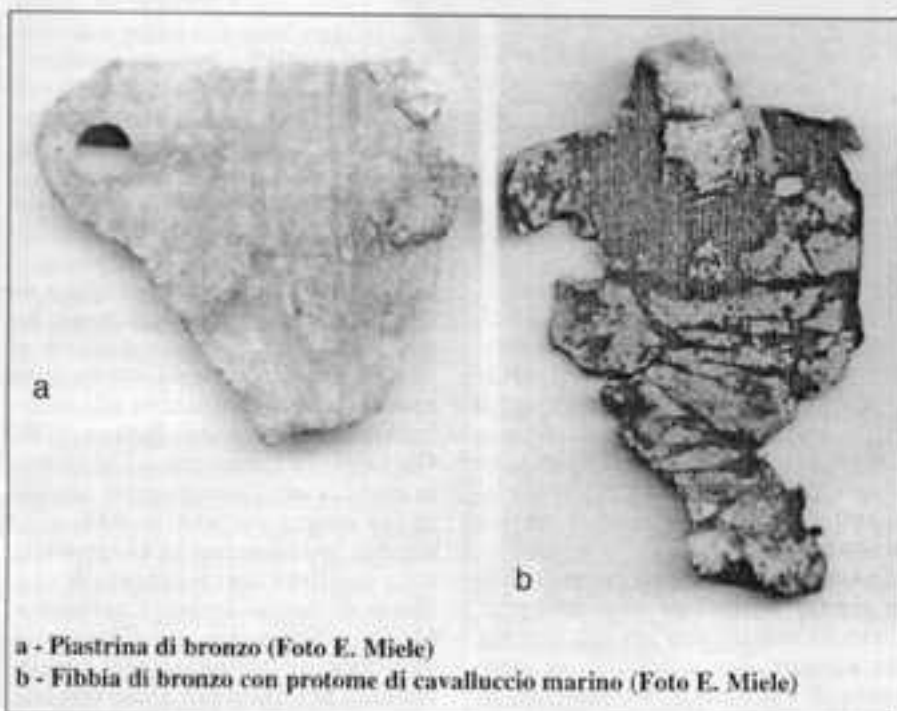 a
b
a - Piastrina di bronzo (Foto E. Miele)
b - Fibbia di bronzo con protome di cavalluccio marino (Foto E. Miele)